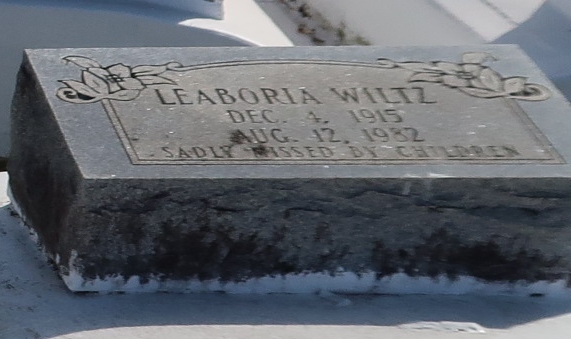 LEABORIA WILTZ
DEC. 4, 1915
AUG. 12, 1982
SADLY MISSED BY CHILDREN